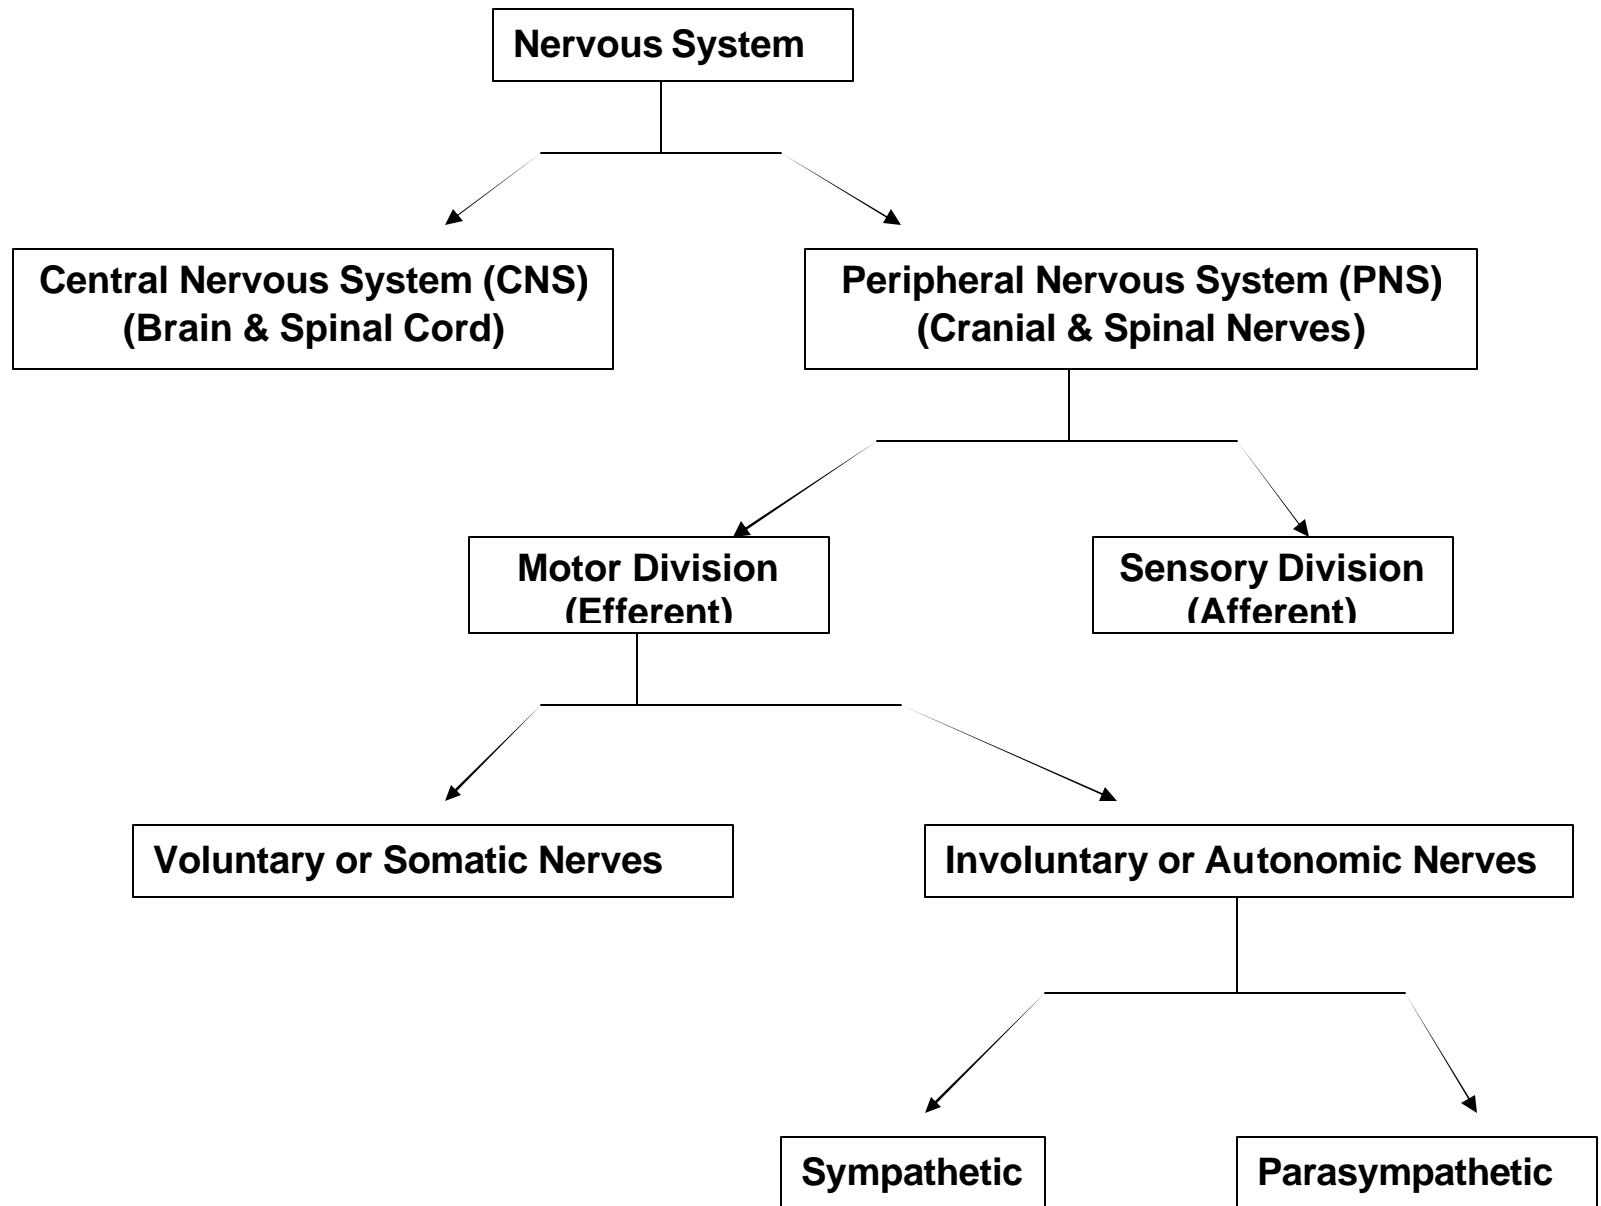 Nervous System
Central Nervous System (CNS)
(Brain & Spinal Cord)
Peripheral Nervous System (PNS)
(Cranial & Spinal Nerves)
Motor Division
(Efferent)
Sensory Division
(Afferent)
Voluntary or Somatic Nerves
Involuntary or Autonomic Nerves
Sympathetic
Parasympathetic